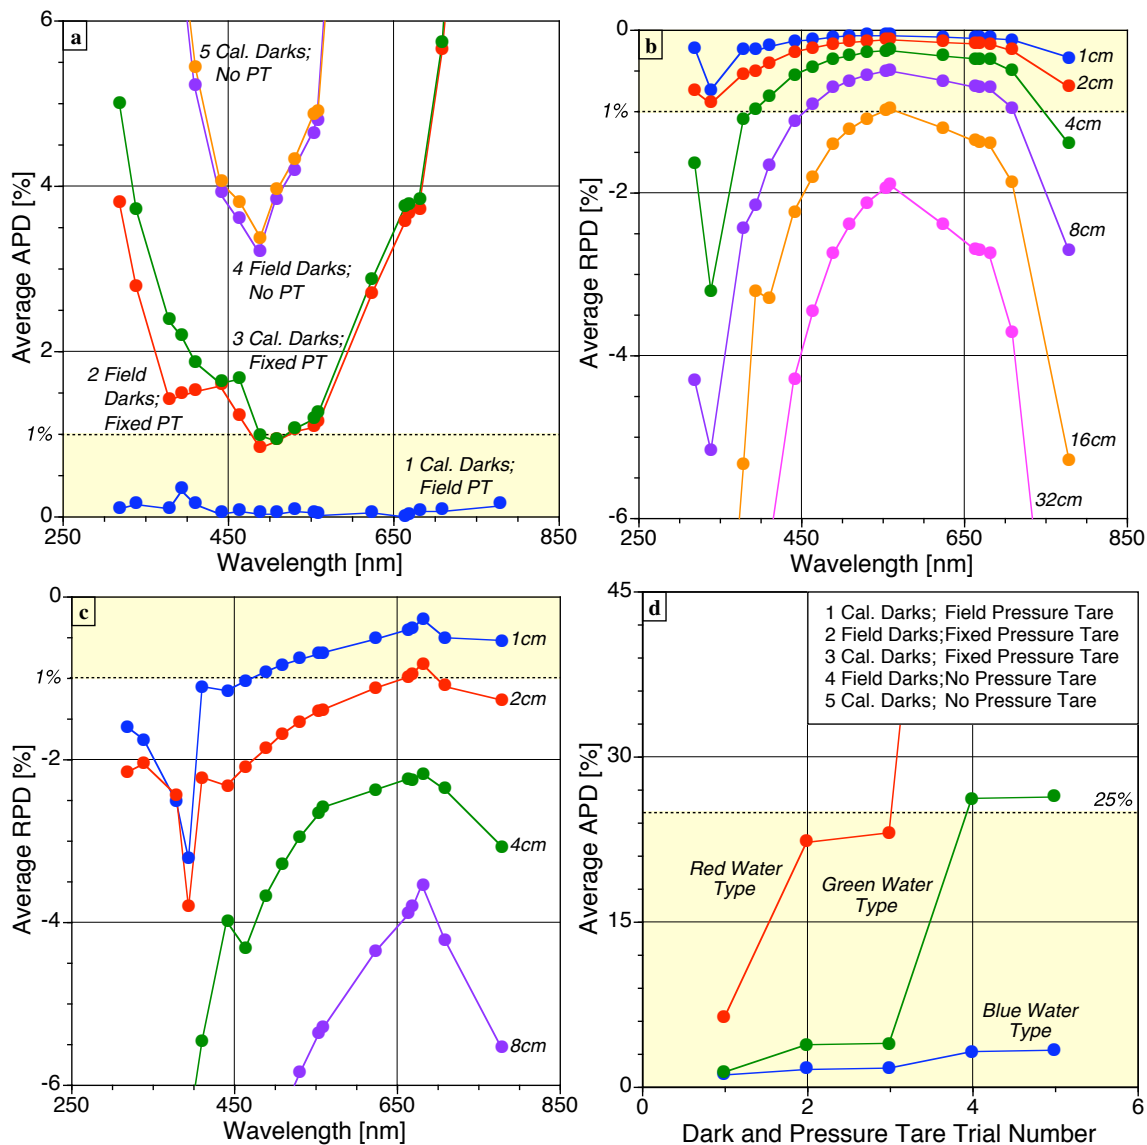 a
6
4
2
1%
0
Average APD [%]
5 Cal. Darks;
No PT
4 Field Darks;
No PT
3 Cal. Darks;
Fixed PT
2 Field
Darks;
Fixed PT
1 Cal. Darks;
Field PT
250
450
650
850
Wavelength [nm]
b
0
1%
-2
-4
-6
Average RPD [%]
1cm
2cm
4cm
8cm
16cm
32cm
250
450
650
850
Wavelength [nm]
c
0
1%
-2
-4
-6
Average RPD [%]
1cm
2cm
4cm
8cm
250
450
650
850
Wavelength [nm]
d
45
30
15
0
Average APD [%]
1 Cal. Darks; Field Pressure Tare
2 Field Darks;Fixed Pressure Tare
3 Cal. Darks; Fixed Pressure Tare
4 Field Darks;No Pressure Tare
5 Cal. Darks; No Pressure Tare
25%
Red Water
Type
Green Water
Type
Blue Water
Type
0
2
4
6
Dark and Pressure Tare Trial Number